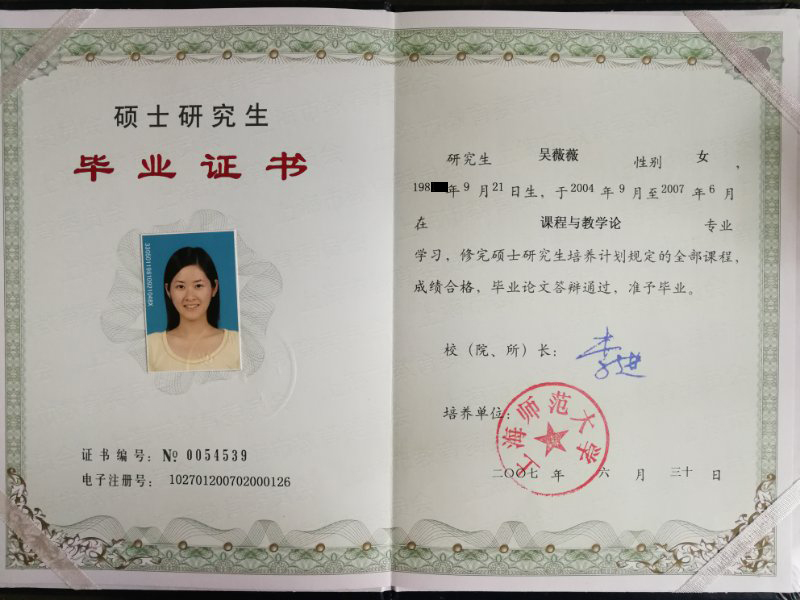 硕士研究生
毕业证书
证书编号: № 0054539
电子注册号: 102701200702000126
研究生 吴薇薇 性别 女,
198 年 9 月 21 日生, 于 2004 年 9 月至 2007 年 6 月
在 课程与教学论 专业
学习, 修完硕士研究生培养计划规定的全部课程,
成绩合格, 毕业论文答辩通过, 准予毕业。
校(院、所)长: 李进
培养单位:
上海师范大学
二〇〇七 年 六 月 三十 日